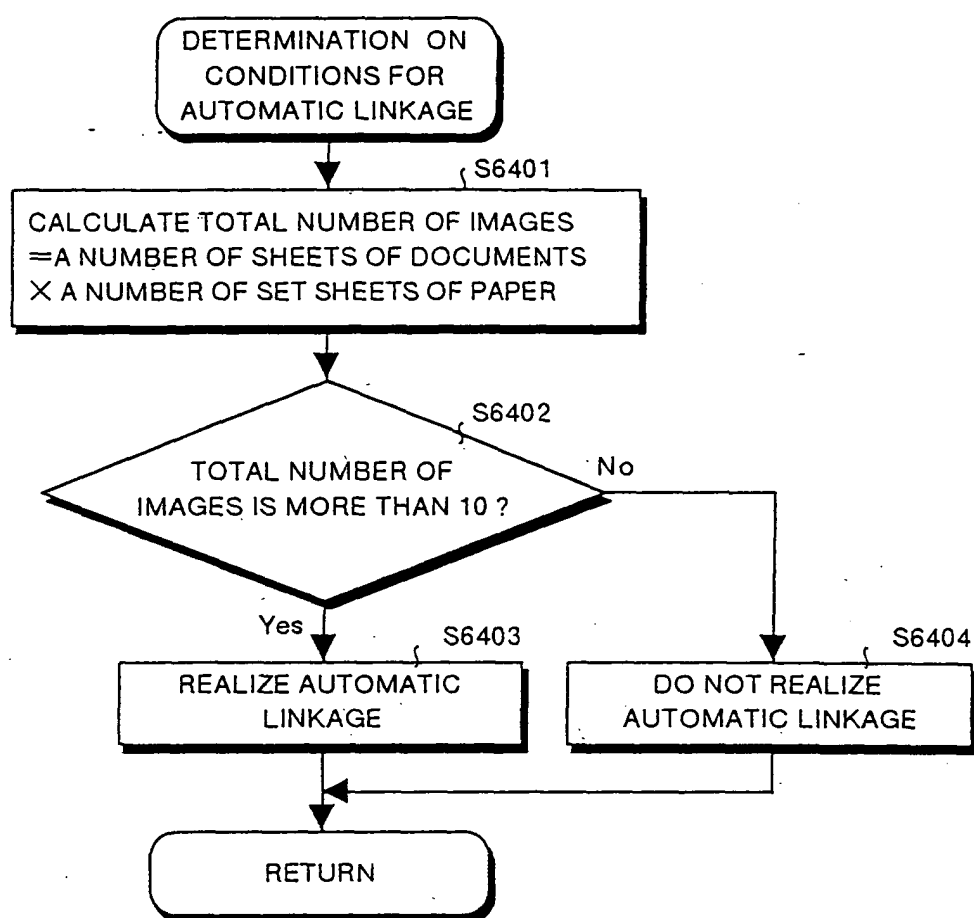 DETERMINATION ON
CONDITIONS FOR
AUTOMATIC LINKAGE
S6401
CALCULATE TOTAL NUMBER OF IMAGES
=A NUMBER OF SHEETS OF DOCUMENTS
× A NUMBER OF SET SHEETS OF PAPER
S6402
TOTAL NUMBER OF
IMAGES IS MORE THAN 10 ?
No
Yes
S6403
REALIZE AUTOMATIC
LINKAGE
S6404
DO NOT REALIZE
AUTOMATIC LINKAGE
RETURN